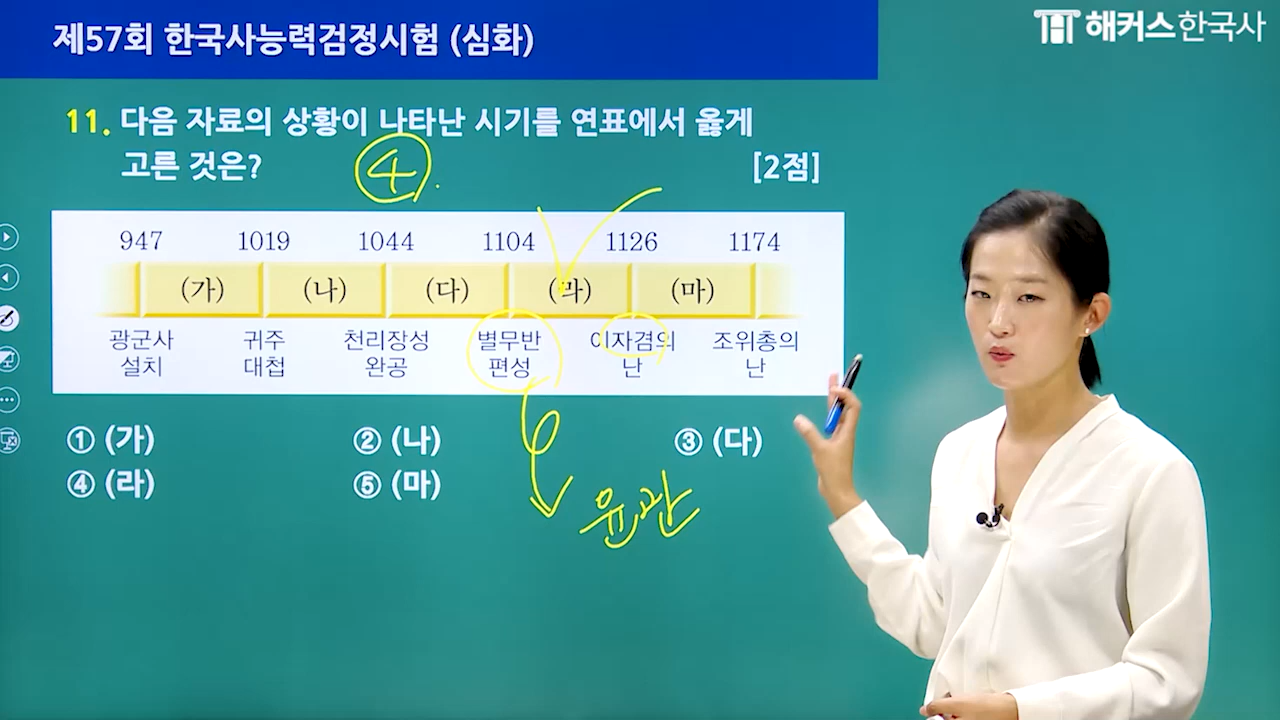 제57회 한국사능력검정시험 (심화)
해커스한국사
11. 다음 자료의 상황이 나타난 시기를 연표에서 옳게
고른 것은? [2점]
④
947 1019 1044 1104 1126 1174
(가) (나) (다) (라) (마)
광군사 귀주 천리장성 별무반 이자겸의 조위총의
설치 대첩 완공 편성 난 난
① (가) ② (나) ③ (다)
④ (라) ⑤ (마)
윤관